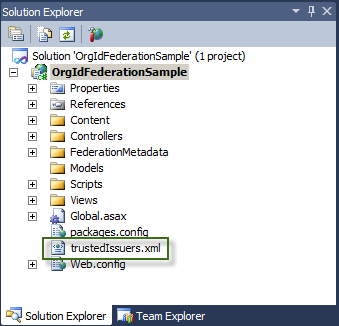 Solution Explorer
Solution 'OrgIdFederationSample' (1 project)
OrgIdFederationSample
Properties
References
Content
Controllers
FederationMetadata
Models
Scripts
Views
Global.asax
packages.config
trustedIssuers.xml
Web.config
Solution Explorer Team Explorer